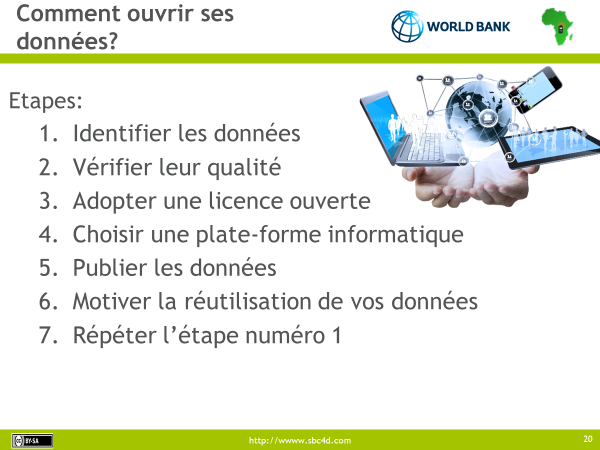 Comment ouvrir ses
données?
WORLD BANK
Etapes:
1. Identifier les données
2. Vérifier leur qualité
3. Adopter une licence ouverte
4. Choisir une plate-forme informatique
5. Publier les données
6. Motiver la réutilisation de vos données
7. Répéter l’étape numéro 1
BY-SA
http://wwww.sbc4d.com
20